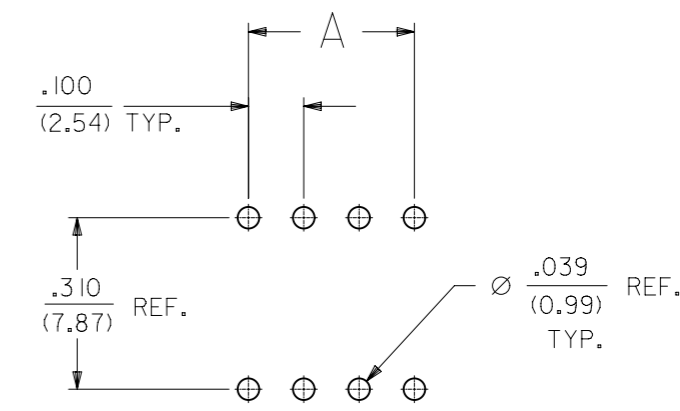 A
.100
(2.54) TYP.
.310
(7.87) REF.
Ø .039
(0.99) REF.
TYP.